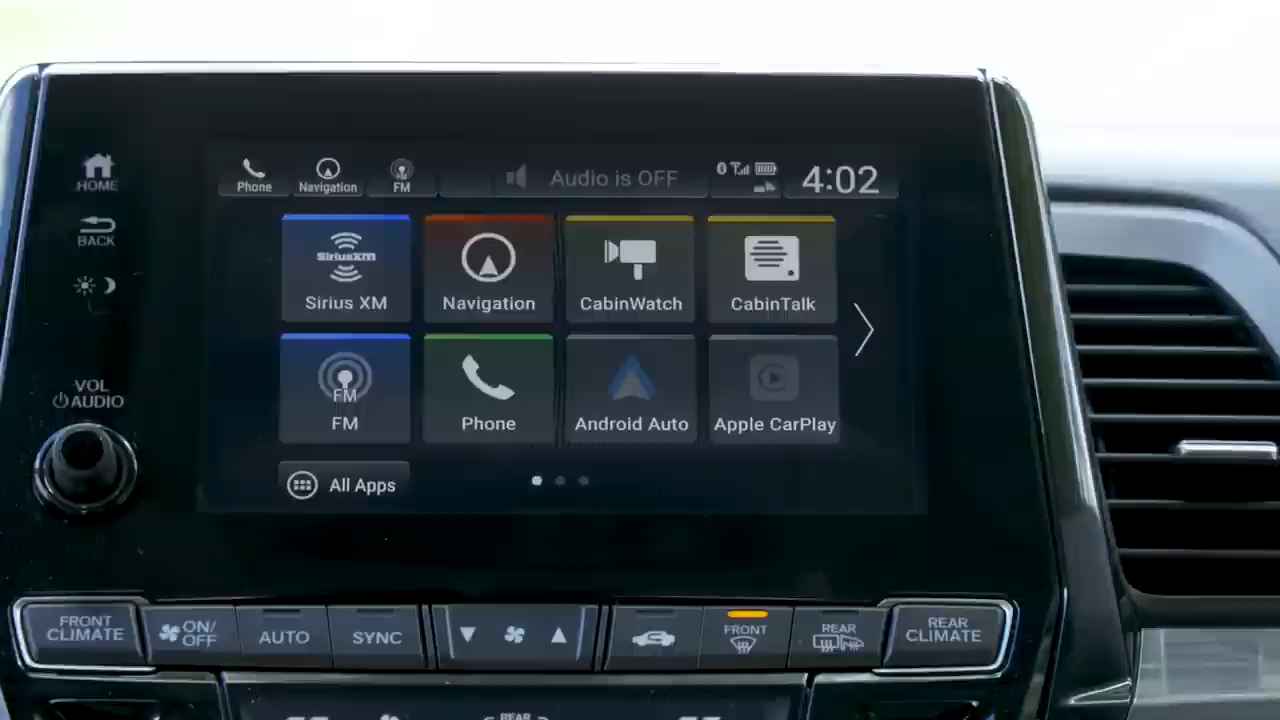 HOME
BACK
VOL
AUDIO
Phone
Navigation
FM
Audio is OFF
4:02
SiriusXM
Sirius XM
Navigation
CabinWatch
CabinTalk
FM
FM
Phone
Android Auto
Apple CarPlay
All Apps
FRONT
CLIMATE
ON/
OFF
AUTO
SYNC
FRONT
REAR
REAR
CLIMATE
REAR